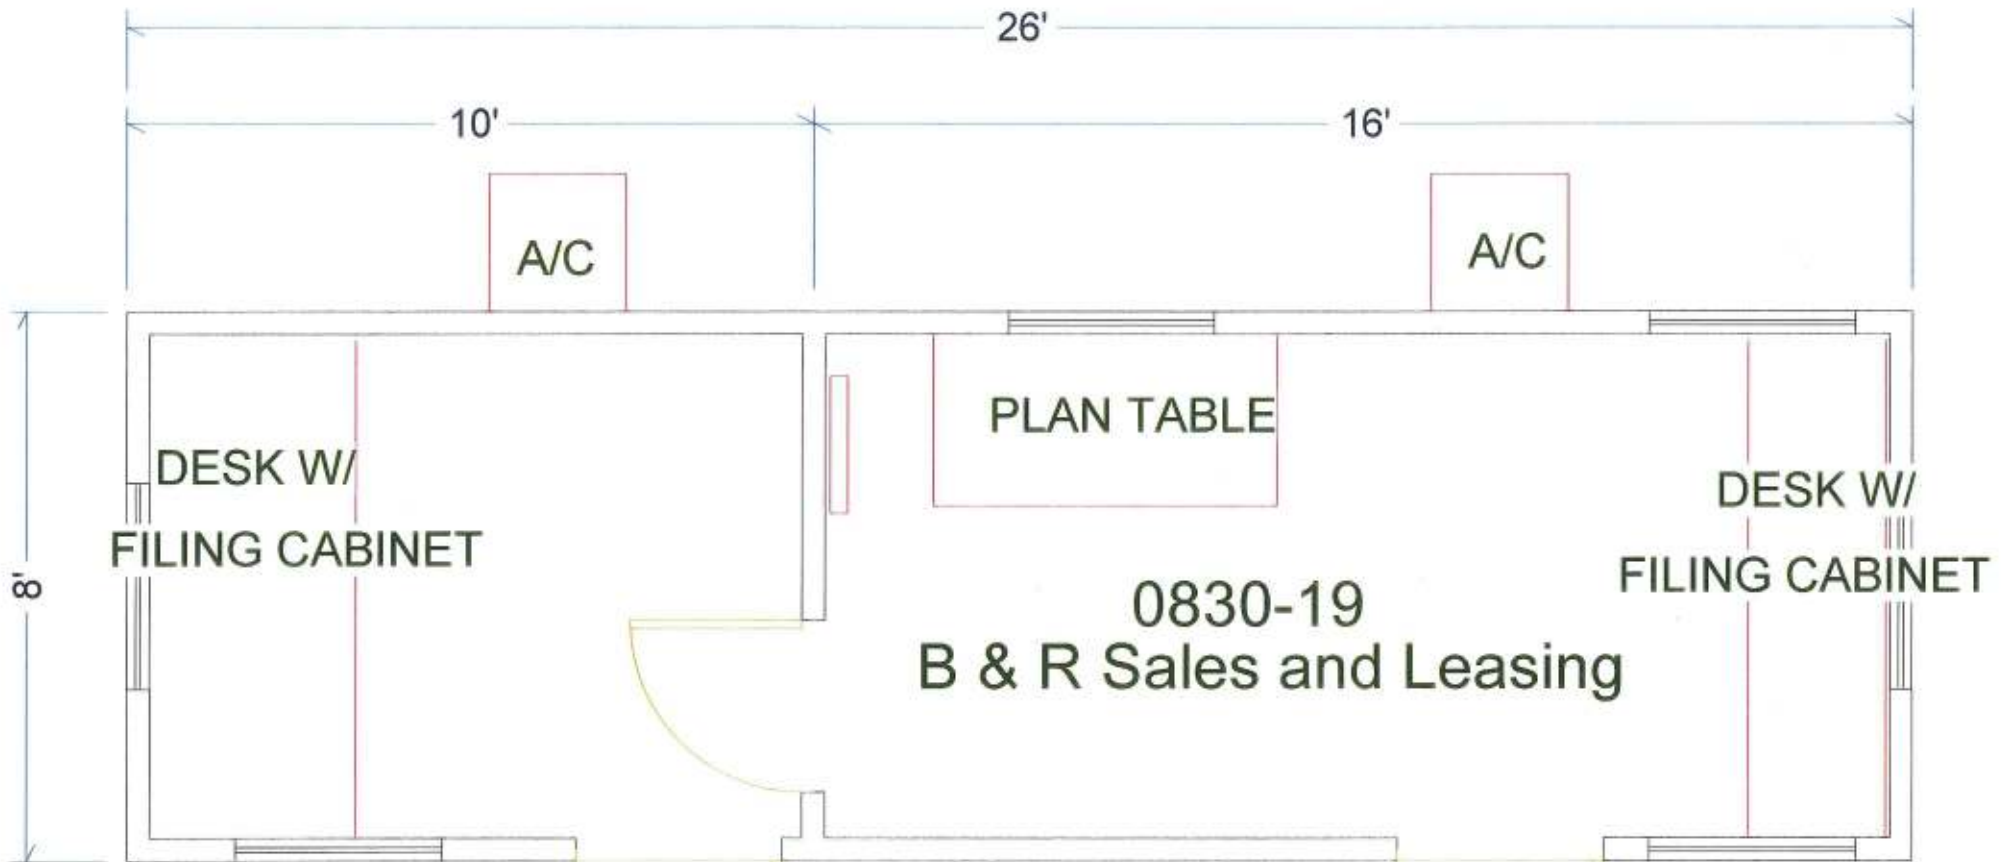 26'
10'
16'
A/C
A/C
PLAN TABLE
DESK W/
FILING CABINET
DESK W/
FILING CABINET
8'
0830-19
B & R Sales and Leasing